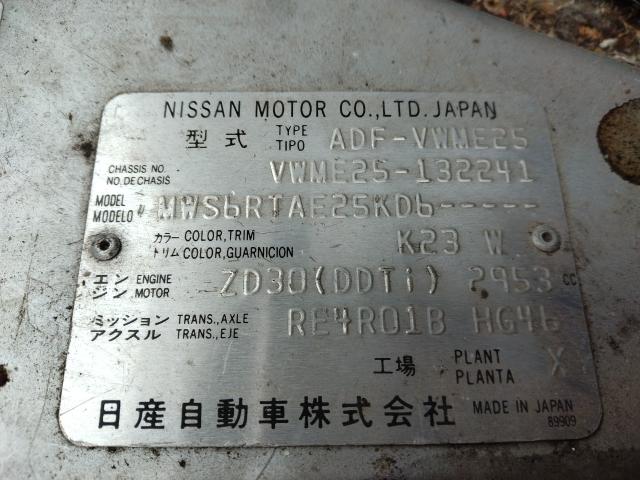 NISSAN MOTOR CO.,LTD. JAPAN
型式 TYPE TIPO ADF-VWME25
CHASSIS NO. NO. DE CHASIS VWME25-132241
MODEL MODELO MWS6RTAE25KD6-----
カラー COLOR, TRIM
トリム COLOR, GUARNICION K23 W
エンジン ENGINE MOTOR ZD30(DDTi) 2953 cc
ミッション TRANS., AXLE
アクスル TRANS., EJE RE4R01B HG46
工場 PLANT PLANTA X
日産自動車株式会社 MADE IN JAPAN
89909